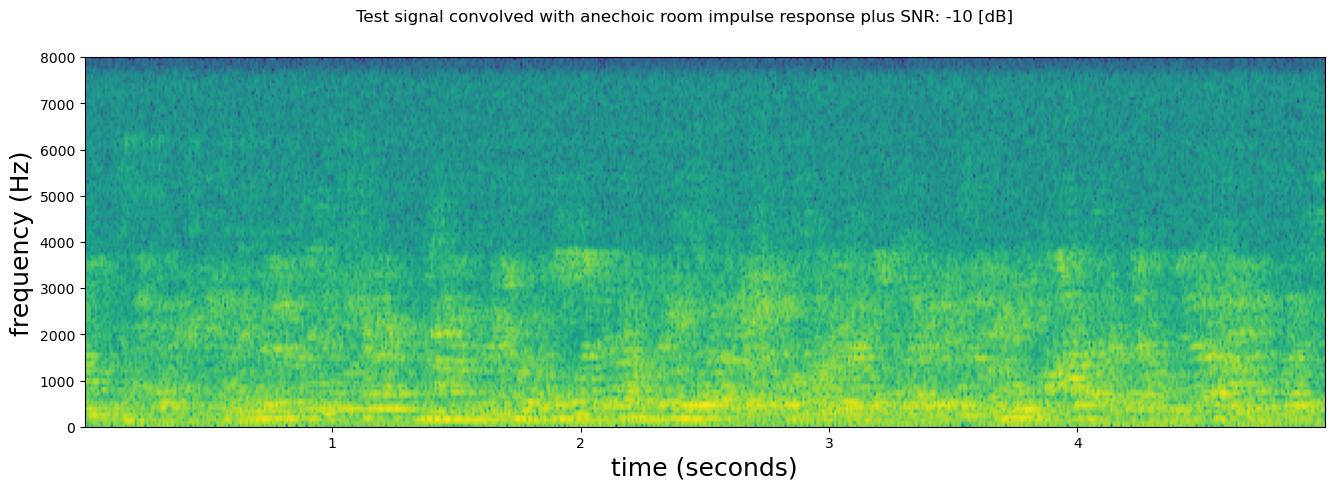 Test signal convolved with anechoic room impulse response plus SNR: -10 [dB]
8000
7000
6000
5000
4000
3000
2000
1000
0
frequency (Hz)
1 2 3 4
time (seconds)